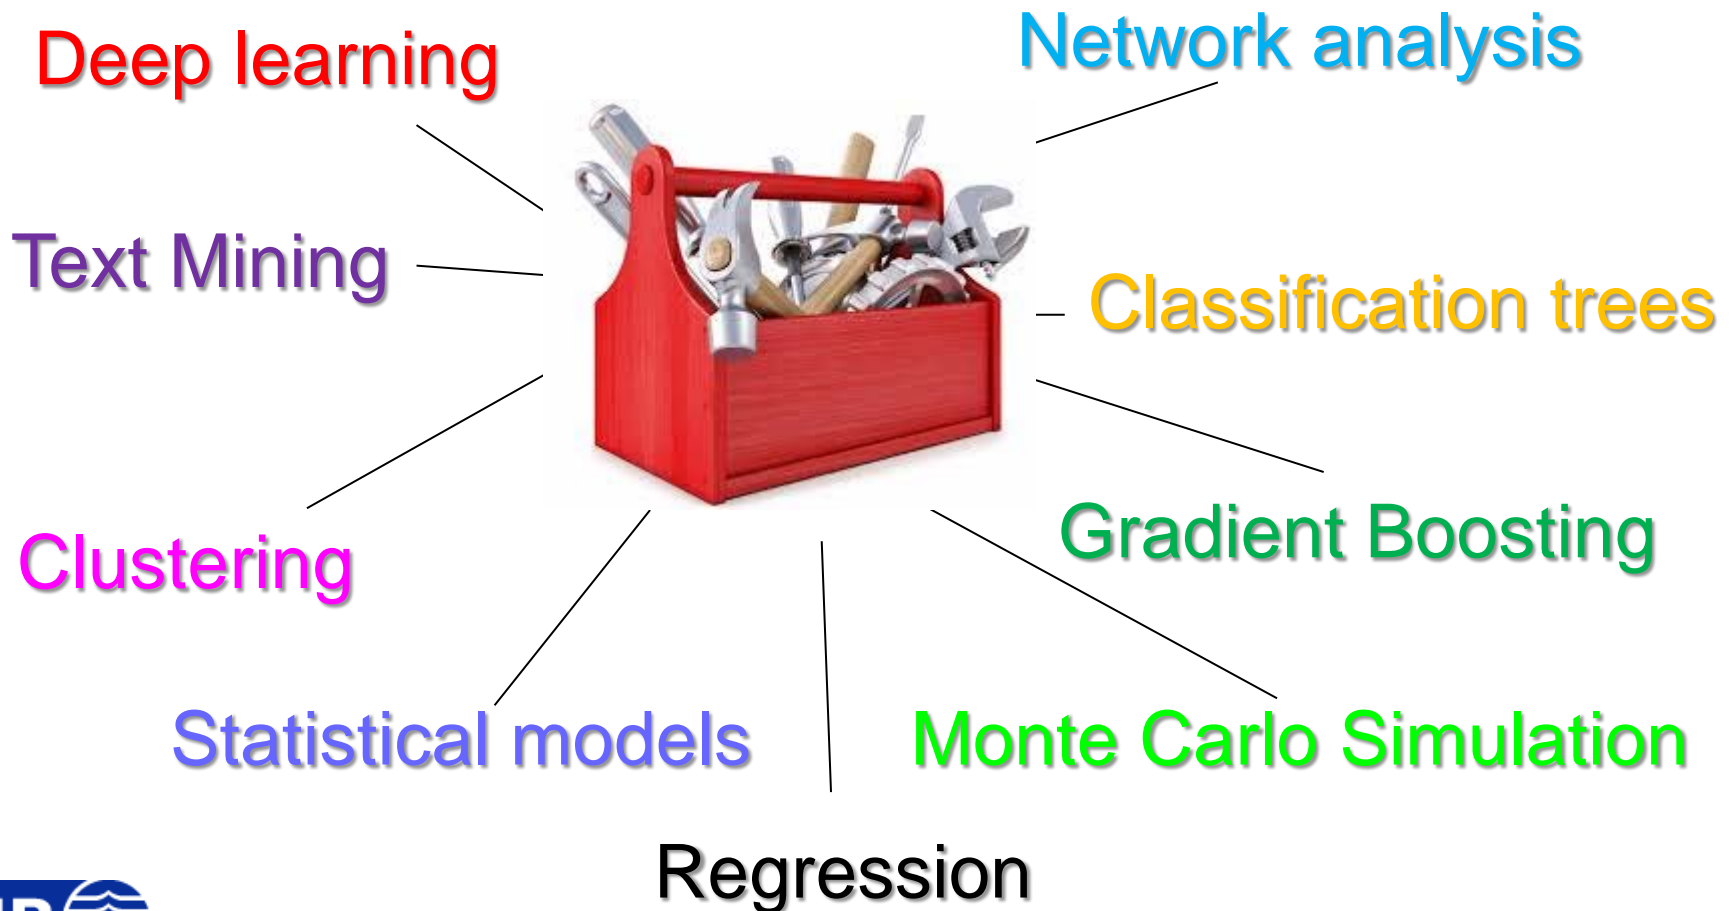 Deep learning
Network analysis
Text Mining
Classification trees
Clustering
Gradient Boosting
Statistical models
Monte Carlo Simulation
Regression